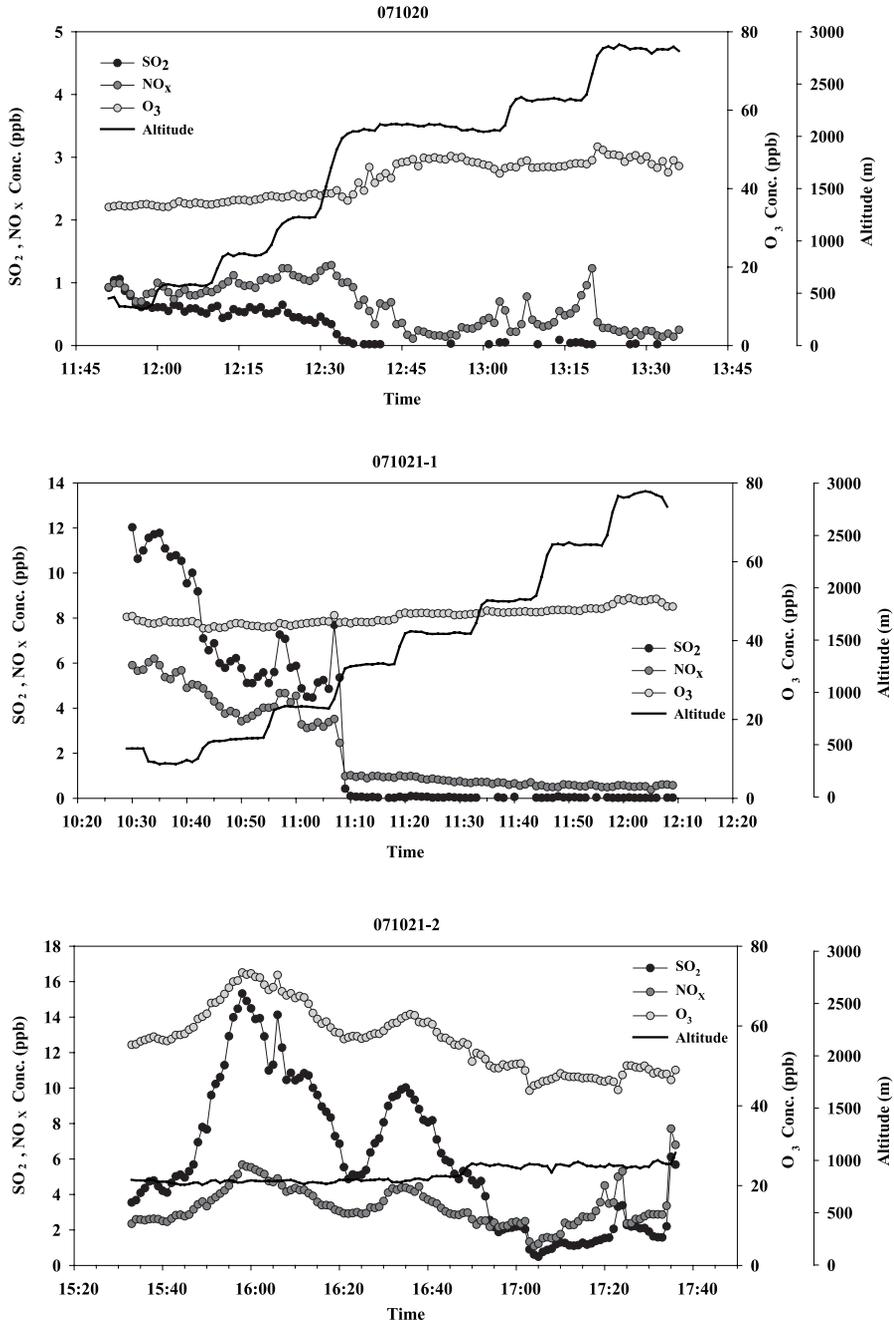 071020
5
4
3
2
1
0
SO2 , NO X Conc. (ppb)
SO2
NOX
O3
Altitude
80
60
40
20
0
O 3 Conc. (ppb)
3000
2500
2000
1500
1000
500
0
Altitude (m)
11:45 12:00 12:15 12:30 12:45 13:00 13:15 13:30 13:45
Time
071021-1
14
12
10
8
6
4
2
0
SO2 , NO X Conc. (ppb)
SO2
NOX
O3
Altitude
80
60
40
20
0
O 3 Conc. (ppb)
3000
2500
2000
1500
1000
500
0
Altitude (m)
10:20 10:30 10:40 10:50 11:00 11:10 11:20 11:30 11:40 11:50 12:00 12:10 12:20
Time
071021-2
18
16
14
12
10
8
6
4
2
0
SO2 , NO X Conc. (ppb)
SO2
NOX
O3
Altitude
80
60
40
20
0
O 3 Conc. (ppb)
3000
2500
2000
1500
1000
500
0
Altitude (m)
15:20 15:40 16:00 16:20 16:40 17:00 17:20 17:40
Time